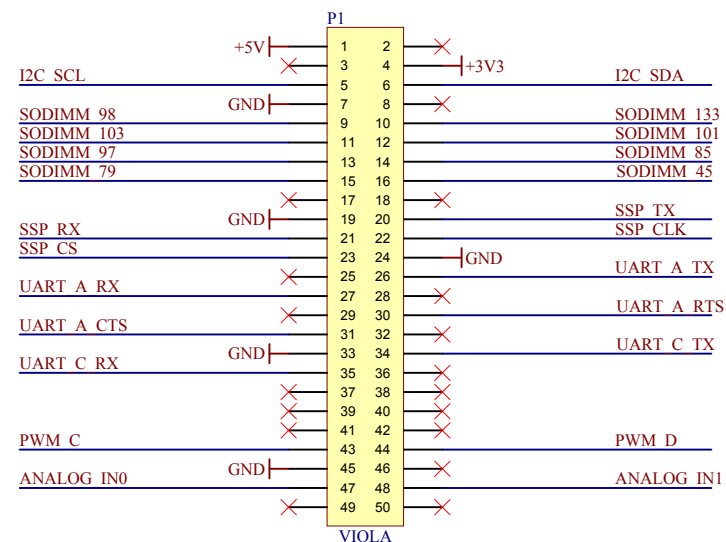 P1
+5V 1 2
3 4 +3V3
I2C_SCL 5 6 I2C_SDA
GND 7 8
SODIMM_98 9 10 SODIMM_133
SODIMM_103 11 12 SODIMM_101
SODIMM_97 13 14 SODIMM_85
SODIMM_79 15 16 SODIMM_45
17 18
GND 19 20 SSP_TX
SSP_RX 21 22 SSP_CLK
SSP_CS 23 24 GND
25 26 UART_A_TX
UART_A_RX 27 28
29 30 UART_A_RTS
UART_A_CTS 31 32
GND 33 34 UART_C_TX
UART_C_RX 35 36
37 38
39 40
41 42
PWM_C 43 44 PWM_D
GND 45 46
ANALOG_IN0 47 48 ANALOG_IN1
49 50
VIOLA